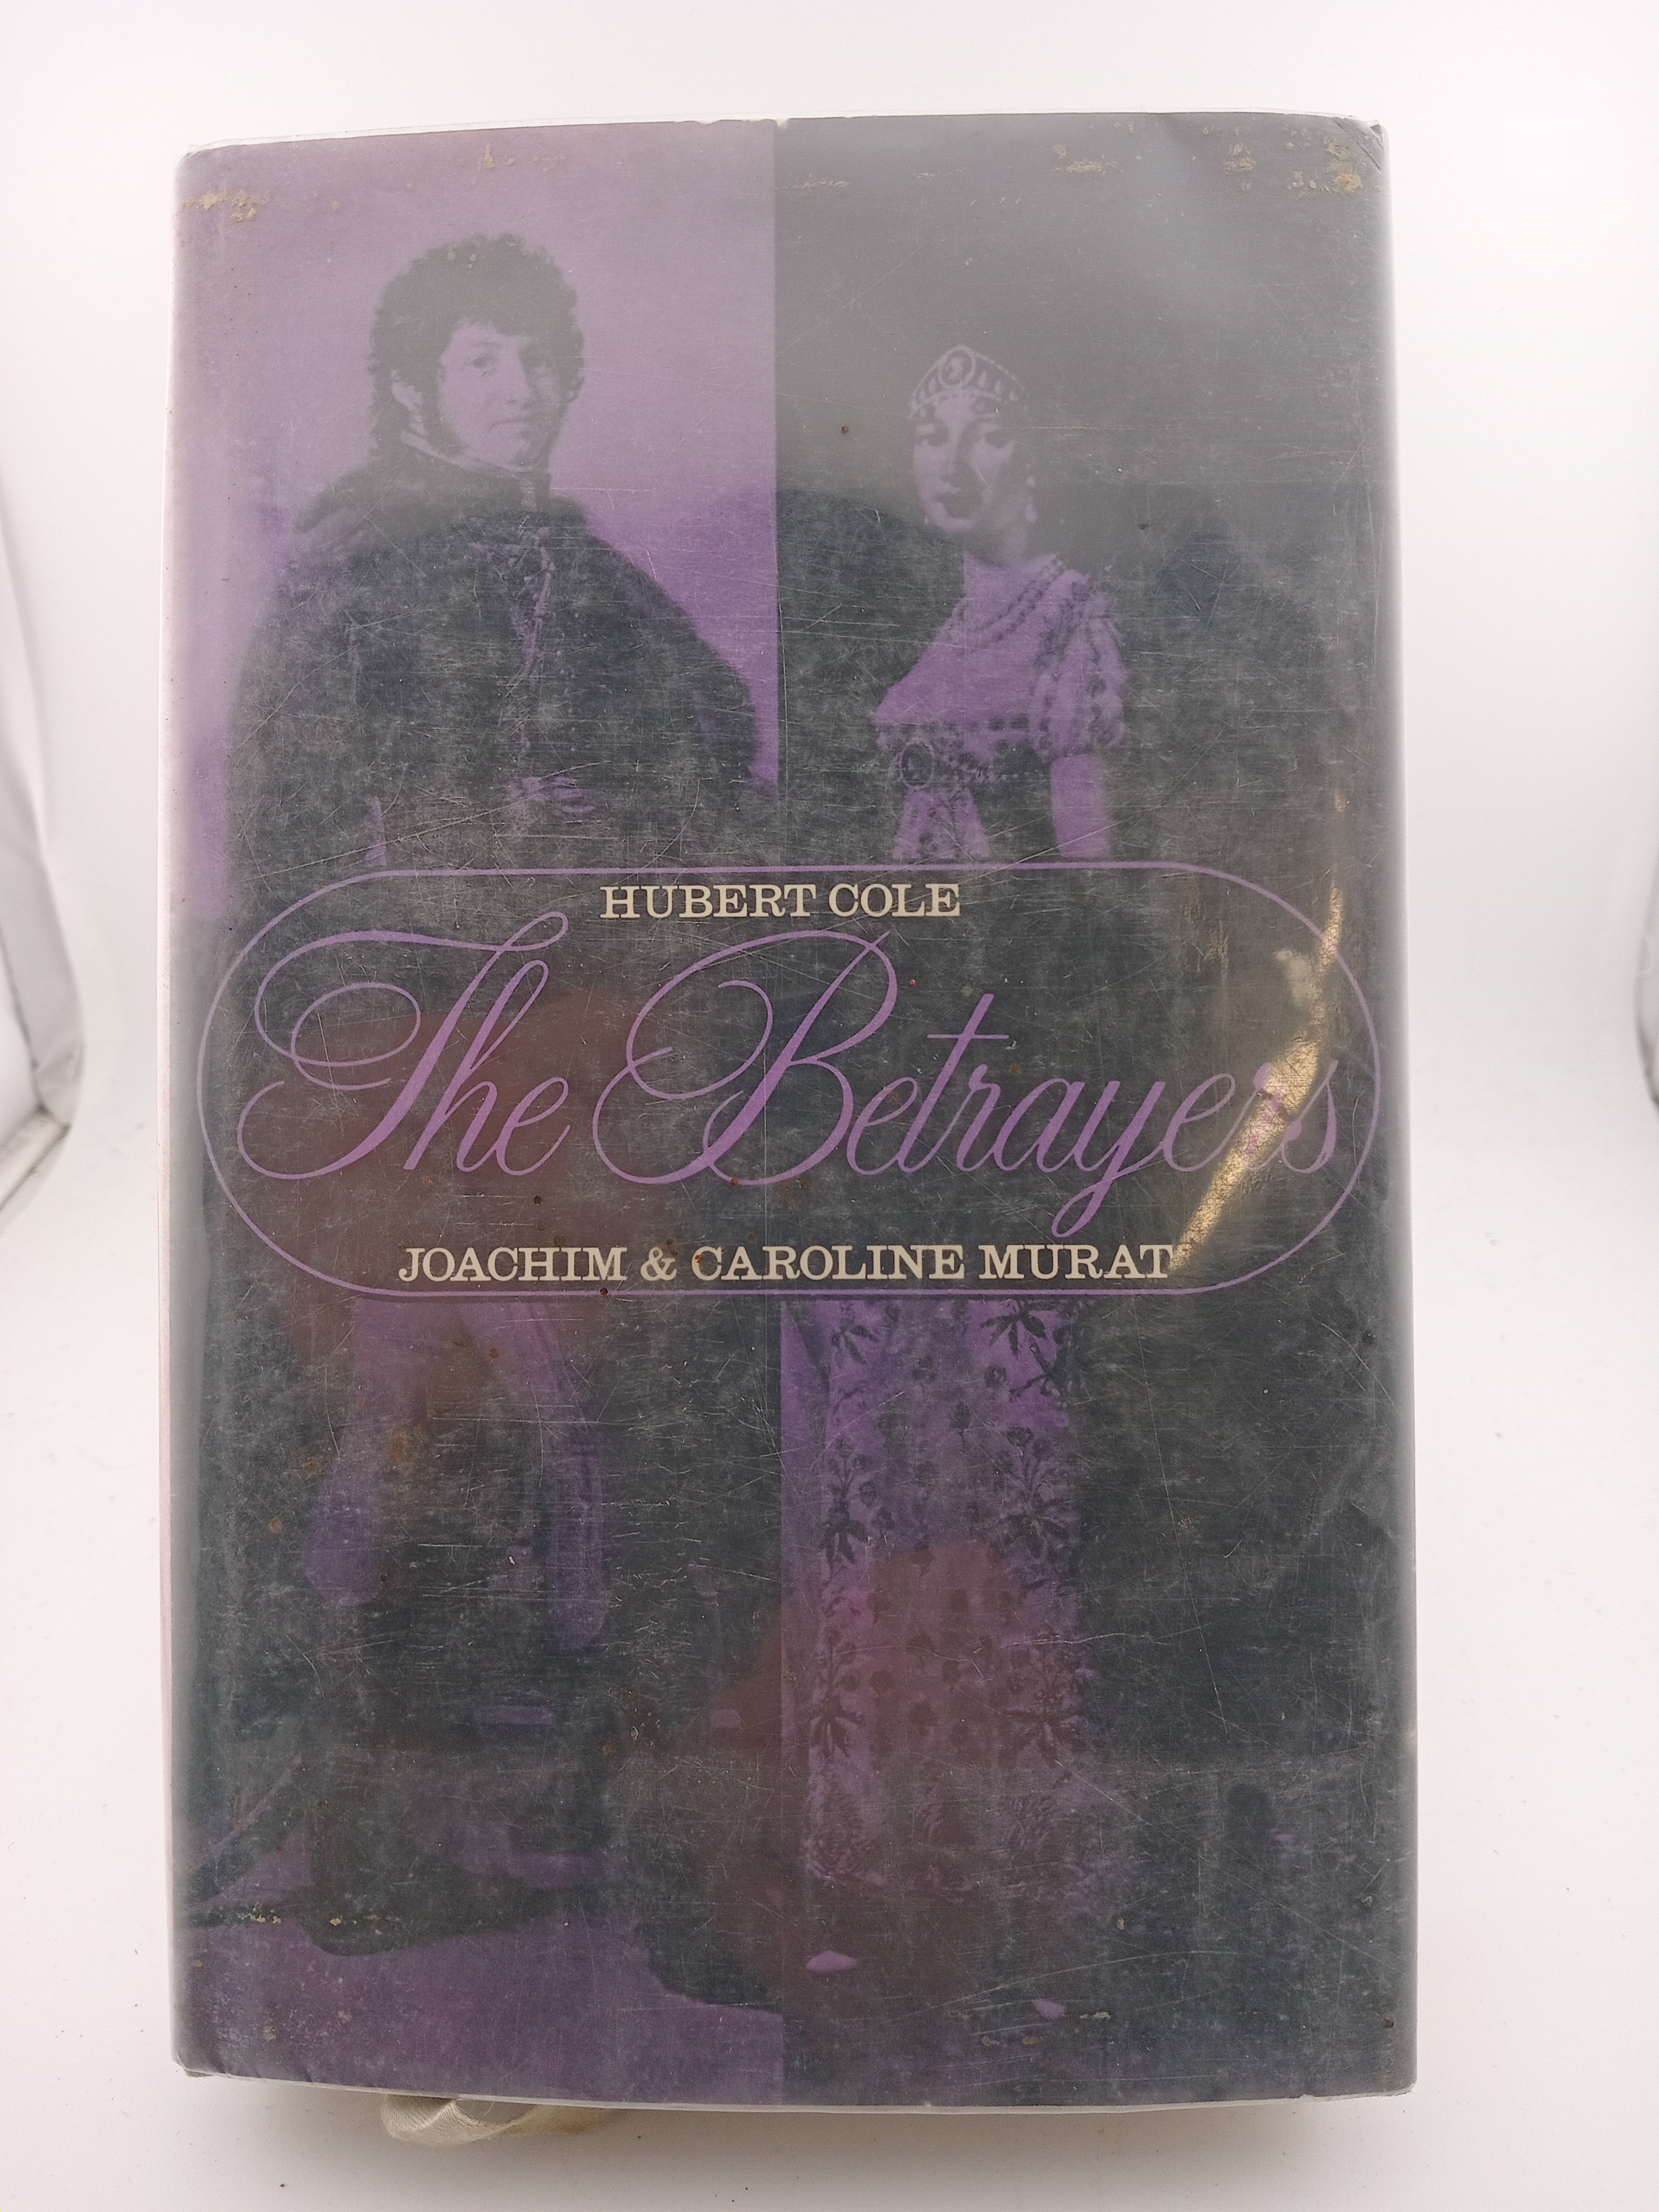 HUBERT COLE
The Betrayers
JOACHIM & CAROLINE MURAT